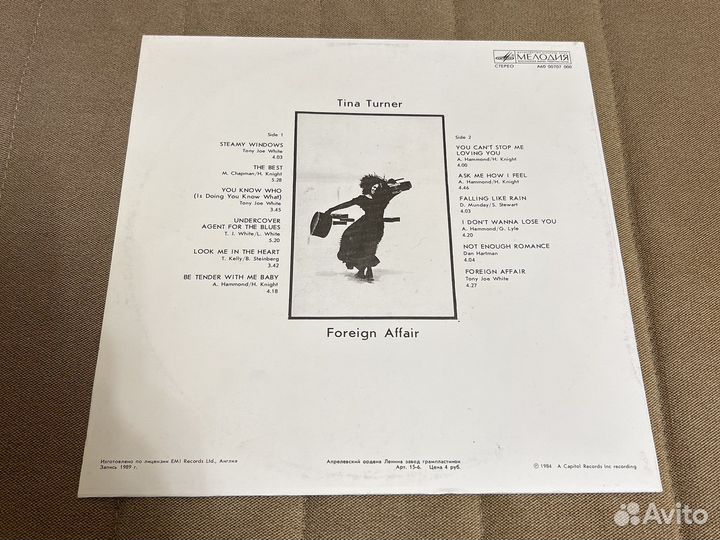 МЕЛОДИЯ
СТЕРЕО А60 00707 000
Tina Turner
Side 1
STEAMY WINDOWS
Tony Joe White
4.03
THE BEST
M. Chapman/H. Knight
5.28
YOU KNOW WHO
(Is Doing You Know What)
Tony Joe White
3.45
UNDERCOVER
AGENT FOR THE BLUES
T. J. White/L. White
5.20
LOOK ME IN THE HEART
T. Kelly/B. Steinberg
3.42
BE TENDER WITH ME BABY
A. Hammond/H. Knight
4.18
Side 2
YOU CAN'T STOP ME
LOVING YOU
A. Hammond/H. Knight
4.00
ASK ME HOW I FEEL
A. Hammond/H. Knight
4.46
FALLING LIKE RAIN
D. Munday/S. Stewart
4.03
I DON'T WANNA LOSE YOU
A. Hammond/G. Lyle
4.20
NOT ENOUGH ROMANCE
Dan Hartman
4.04
FOREIGN AFFAIR
Tony Joe White
4.27
Foreign Affair
Изготовлено по лицензии EMI Records Ltd., Англия
Запись 1989 г.
Апрелевский ордена Ленина завод грампластинок
Арт. 15-6. Цена 4 руб.
℗ 1984 A Capitol Records Inc recording
Avito